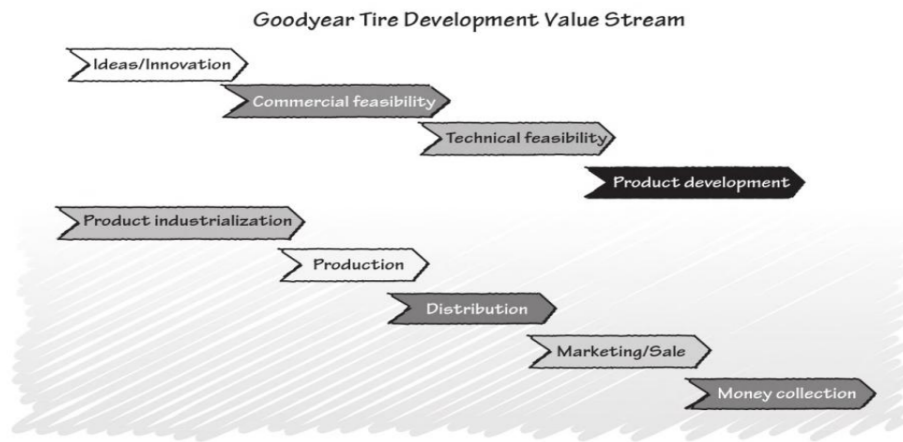 Goodyear Tire Development Value Stream
Ideas/Innovation
Commercial feasibility
Technical feasibility
Product development
Product industrialization
Production
Distribution
Marketing/Sale
Money collection